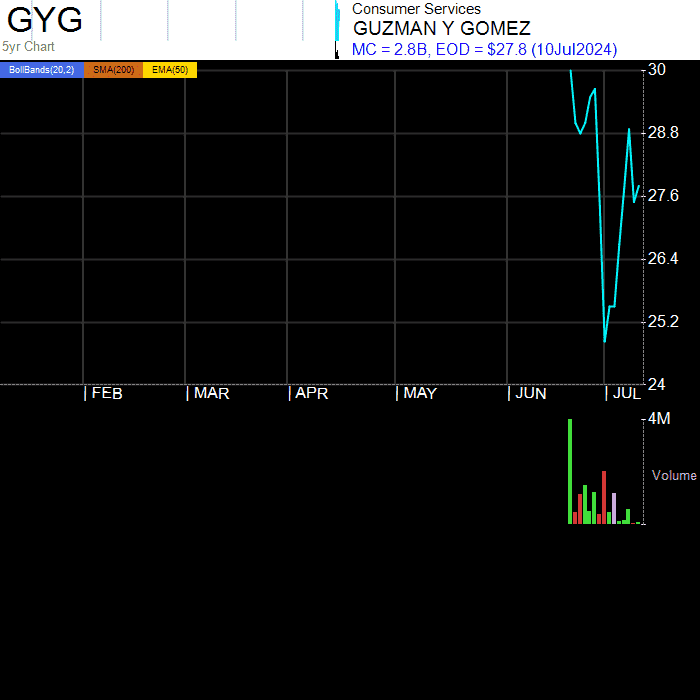 GYG
5yr Chart
Consumer Services
GUZMAN Y GOMEZ
MC = 2.8B, EOD = $27.8 (10Jul2024)
BollBands(20,2) SMA(200) EMA(50)
30
28.8
27.6
26.4
25.2
24
| FEB | MAR | APR | MAY | JUN | JUL
4M
Volume